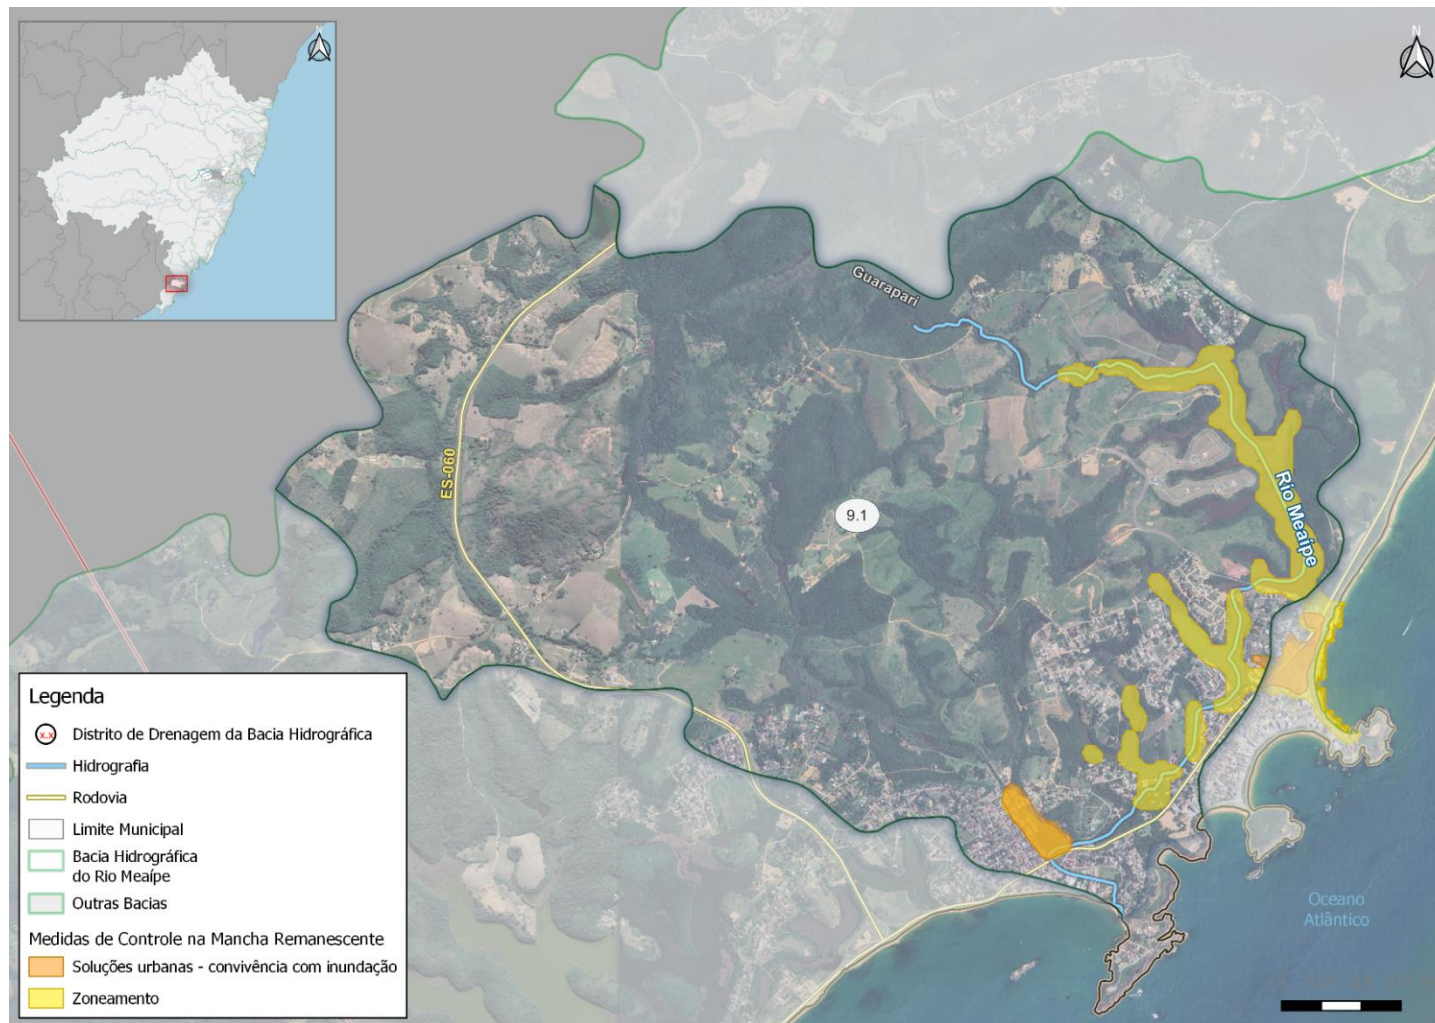 N
N
Guarapari
ES-060
9.1
Rio Meaípe
Legenda
x.x Distrito de Drenagem da Bacia Hidrográfica
Hidrografia
Rodovia
Limite Municipal
Bacia Hidrográfica
do Rio Meaípe
Outras Bacias
Medidas de Controle na Mancha Remanescente
Soluções urbanas - convivência com inundação
Zoneamento
Oceano
Atlântico